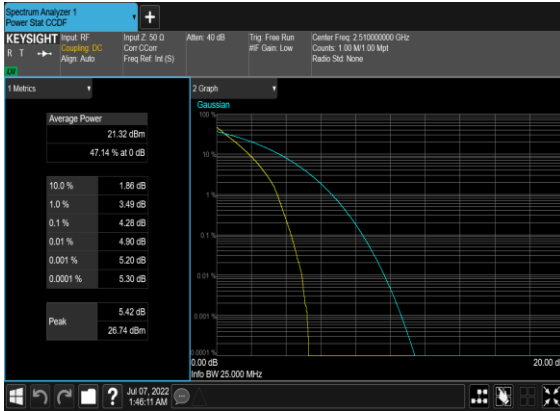 Spectrum Analyzer 1
Power Stat CCDF
+
KEYSIGHT
R T
LXI
Input: RF
Coupling: DC
Align: Auto
Input Z: 50 Ω
Corr CCorr
Freq Ref: Int (S)
Atten: 40 dB
Trig: Free Run
#IF Gain: Low
Center Freq: 2.510000000 GHz
Counts: 1.00 M/1.00 Mpt
Radio Std: None
1 Metrics
Average Power
21.32 dBm
47.14 % at 0 dB
10.0 % 1.86 dB
1.0 % 3.49 dB
0.1 % 4.28 dB
0.01 % 4.90 dB
0.001 % 5.20 dB
0.0001 % 5.30 dB
Peak
5.42 dB
26.74 dBm
2 Graph
Gaussian
100 %
10 %
1 %
0.1 %
0.01 %
0.001 %
0.0001 %
0.00 dB
20.00 d
Info BW 25.000 MHz
?
Jul 07, 2022
1:46:11 AM